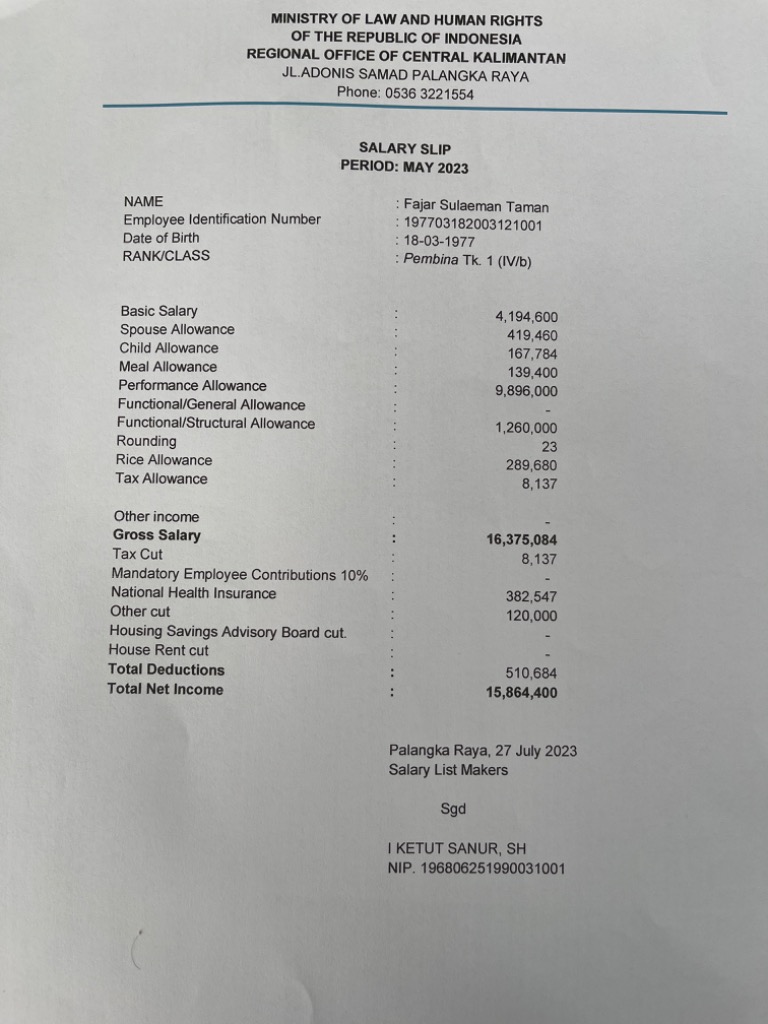 MINISTRY OF LAW AND HUMAN RIGHTS
OF THE REPUBLIC OF INDONESIA
REGIONAL OFFICE OF CENTRAL KALIMANTAN
JL.ADONIS SAMAD PALANGKA RAYA
Phone: 0536 3221554
SALARY SLIP
PERIOD: MAY 2023
NAME : Fajar Sulaeman Taman
Employee Identification Number : 197703182003121001
Date of Birth : 18-03-1977
RANK/CLASS : Pembina Tk. 1 (IV/b)
Basic Salary : 4,194,600
Spouse Allowance : 419,460
Child Allowance : 167,784
Meal Allowance : 139,400
Performance Allowance : 9,896,000
Functional/General Allowance : -
Functional/Structural Allowance : 1,260,000
Rounding : 23
Rice Allowance : 289,680
Tax Allowance : 8,137
Other income : -
Gross Salary : 16,375,084
Tax Cut : 8,137
Mandatory Employee Contributions 10% : -
National Health Insurance : 382,547
Other cut : 120,000
Housing Savings Advisory Board cut. : -
House Rent cut : -
Total Deductions : 510,684
Total Net Income : 15,864,400
Palangka Raya, 27 July 2023
Salary List Makers
Sgd
I KETUT SANUR, SH
NIP. 196806251990031001